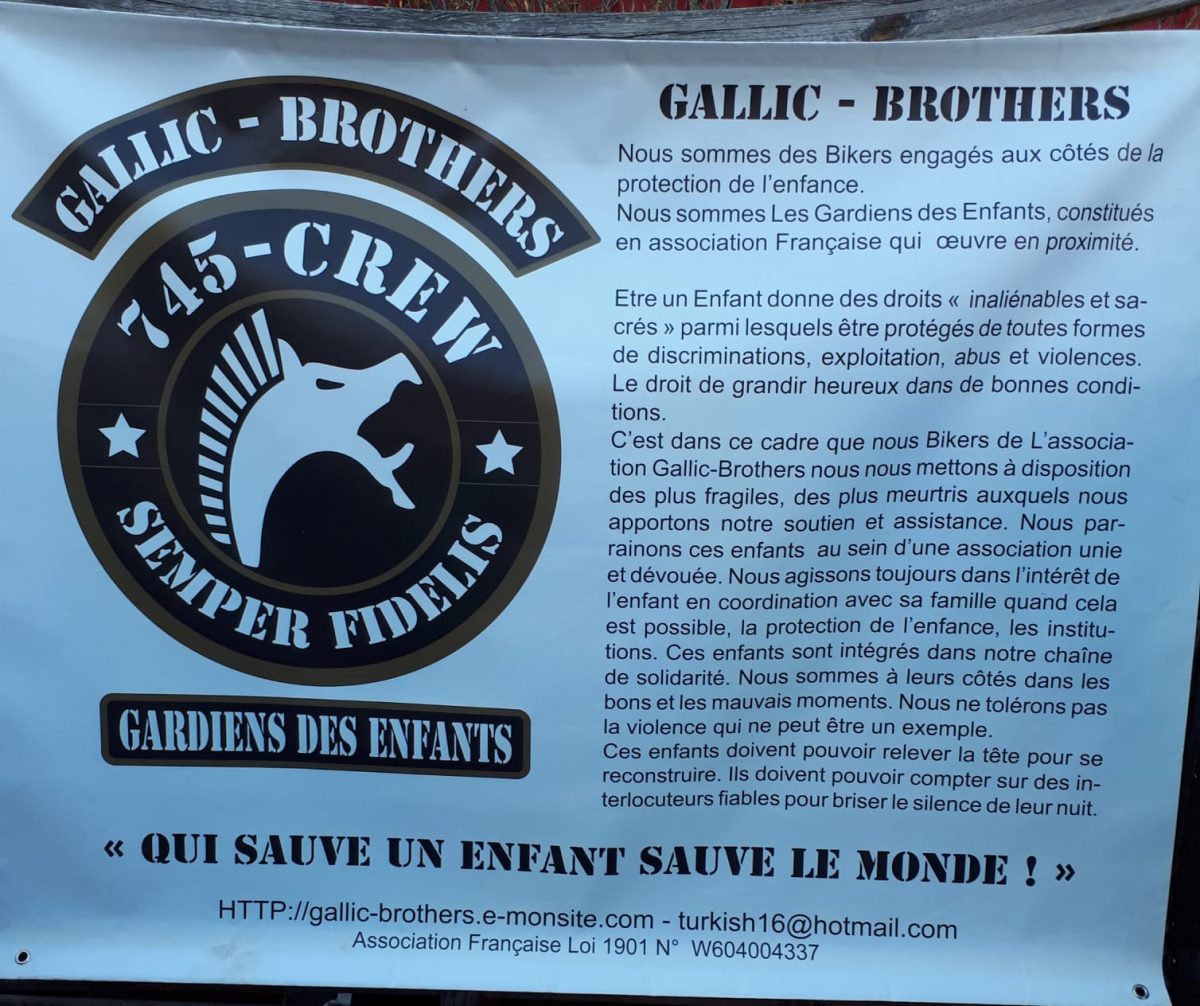 GALLIC - BROTHERS
745-CREW
SEMPER FIDELIS
GARDIENS DES ENFANTS
GALLIC - BROTHERS
Nous sommes des Bikers engagés aux côtés de la
protection de l'enfance.
Nous sommes Les Gardiens des Enfants, constitués
en association Française qui œuvre en proximité.
Etre un Enfant donne des droits « inaliénables et sa-
crés » parmi lesquels être protégés de toutes formes
de discriminations, exploitation, abus et violences.
Le droit de grandir heureux dans de bonnes condi-
tions.
C'est dans ce cadre que nous Bikers de L'associa-
tion Gallic-Brothers nous nous mettons à disposition
des plus fragiles, des plus meurtris auxquels nous
apportons notre soutien et assistance. Nous par-
rainons ces enfants au sein d'une association unie
et dévouée. Nous agissons toujours dans l'intérêt de
l'enfant en coordination avec sa famille quand cela
est possible, la protection de l'enfance, les institu-
tions. Ces enfants sont intégrés dans notre chaîne
de solidarité. Nous sommes à leurs côtés dans les
bons et les mauvais moments. Nous ne tolérons pas
la violence qui ne peut être un exemple.
Ces enfants doivent pouvoir relever la tête pour se
reconstruire. Ils doivent pouvoir compter sur des in-
terlocuteurs fiables pour briser le silence de leur nuit.
« QUI SAUVE UN ENFANT SAUVE LE MONDE ! »
HTTP://gallic-brothers.e-monsite.com - turkish16@hotmail.com
Association Française Loi 1901 N° W604004337